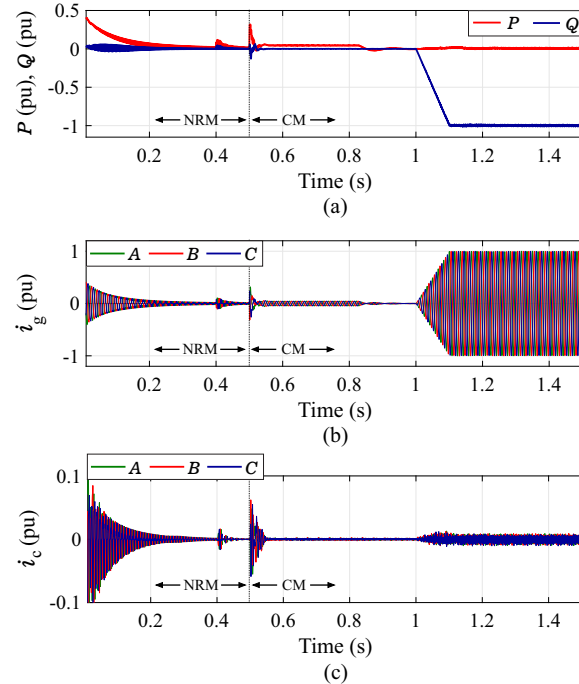 0.5
P
Q
0
-0.5
-1
P (pu), Q (pu)
NRM
CM
0.2 0.4 0.6 0.8 1 1.2 1.4
Time (s)
(a)
A B C
1
0
-1
i_g (pu)
NRM
CM
0.2 0.4 0.6 0.8 1 1.2 1.4
Time (s)
(b)
A B C
0.1
0
-0.1
i_c (pu)
NRM
CM
0.2 0.4 0.6 0.8 1 1.2 1.4
Time (s)
(c)